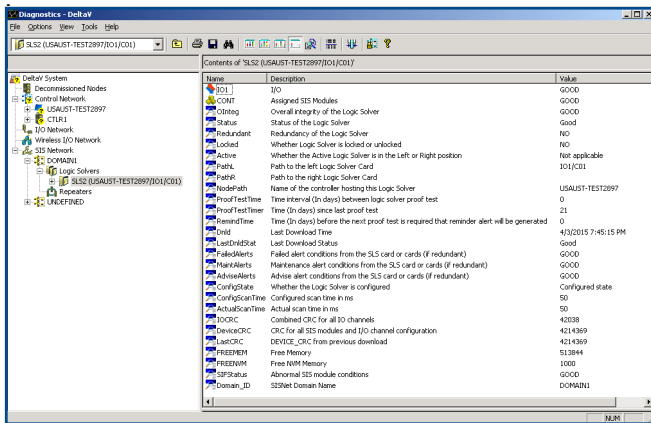 Diagnostics - DeltaV
File Options View Tools Help
SLS2 (USAUST-TEST2897/IO1/C01)
Contents of 'SLS2 (USAUST-TEST2897/IO1/C01)'
DeltaV System
Decommissioned Nodes
Control Network
USAUST-TEST2897
CTLR1
I/O Network
Wireless I/O Network
SIS Network
DOMAIN1
Logic Solvers
SLS2 (USAUST-TEST2897/IO1/C01)
Repeaters
UNDEFINED
Name Description Value
IO1 I/O GOOD
CONT Assigned SIS Modules GOOD
OInteg Overall integrity of the Logic Solver GOOD
Status Status of the Logic Solver Good
Redundant Redundancy of the Logic Solver NO
Locked Whether Logic Solver is locked or unlocked NO
Active Whether the Active Logic Solver is in the Left or Right position Not applicable
PathL Path to the left Logic Solver Card IO1/C01
PathR Path to the right Logic Solver Card
NodePath Name of the controller hosting this Logic Solver USAUST-TEST2897
ProofTestTime Time interval (In days) between logic solver proof test 0
ProofTestTimer Time (In days) since last proof test 21
RemindTime Time (In days) before the next proof test is required that reminder alert will be generated 0
Dnld Last Download Time 4/3/2015 7:45:15 PM
LastDnldStat Last Download Status Good
FailedAlerts Failed alert conditions from the SLS card or cards (if redundant) GOOD
MaintAlerts Maintenance alert conditions from the SLS card or cards (if redundant) GOOD
AdviseAlerts Advise alert conditions from the SLS card or cards (if redundant) GOOD
ConfigState Whether the Logic Solver is configured Configured state
ConfigScanTime Configured scan time in ms 50
ActualScanTime Actual scan time in ms 50
IOCRC Combined CRC for all IO channels 42038
DeviceCRC CRC for all SIS modules and I/O channel configuration 4214369
LastCRC DEVICE_CRC from previous download 4214369
FREEMEM Free Memory 513844
FREENVM Free NVM Memory 1000
SIFStatus Abnormal SIS module conditions GOOD
Domain_ID SISNet Domain Name DOMAIN1
NUM